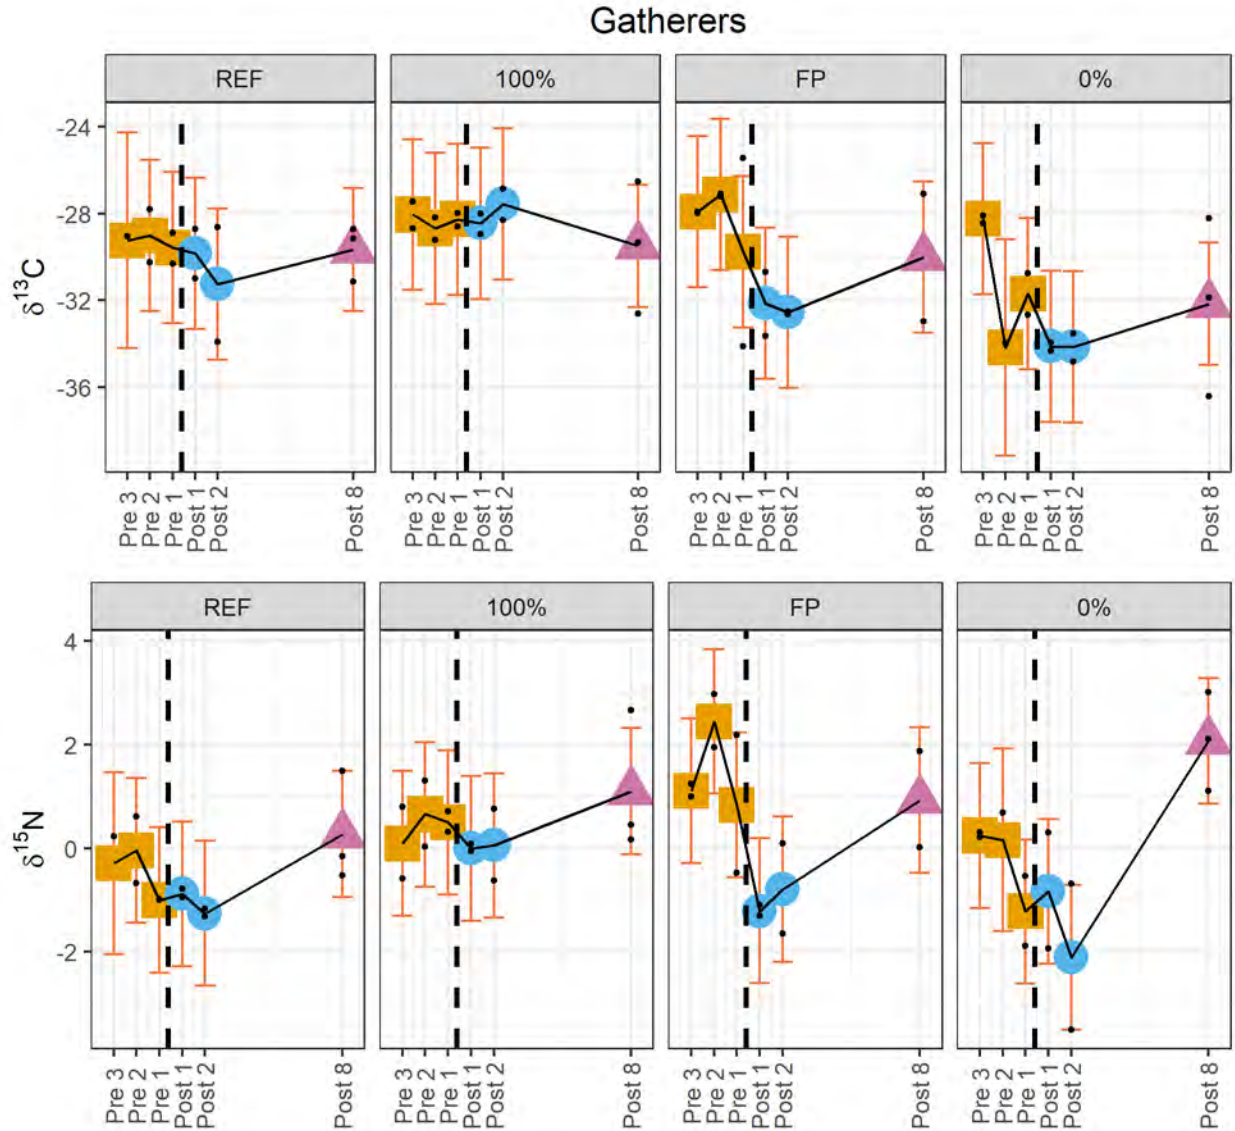 Gatherers
REF 100% FP 0%
-24
-28
-32
-36
δ13C
Pre 3 Pre 2 Pre 1 Post 1 Post 2 Post 8 Pre 3 Pre 2 Pre 1 Post 1 Post 2 Post 8 Pre 3 Pre 2 Pre 1 Post 1 Post 2 Post 8 Pre 3 Pre 2 Pre 1 Post 1 Post 2 Post 8
REF 100% FP 0%
4
2
0
-2
δ15N
Pre 3 Pre 2 Pre 1 Post 1 Post 2 Post 8 Pre 3 Pre 2 Pre 1 Post 1 Post 2 Post 8 Pre 3 Pre 2 Pre 1 Post 1 Post 2 Post 8 Pre 3 Pre 2 Pre 1 Post 1 Post 2 Post 8